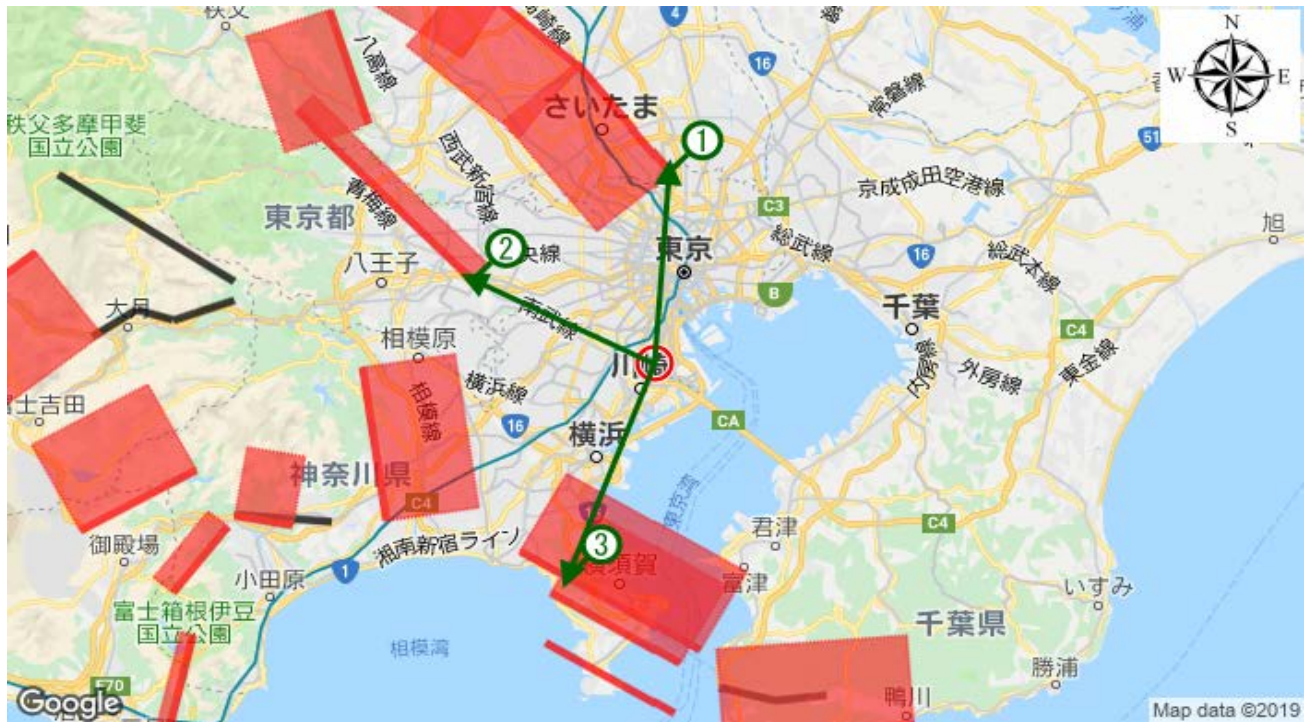 秩父
高崎線
4
N
W
E
S
八高線
16
常磐線
さいたま
秩父多摩甲斐
国立公園
51
①
西武新宿線
京成成田空港線
青梅線
東京都
C3
旭
②
東京
総武線
央線
16
総武本線
八王子
B
大月
千葉
南武線
C4
相模原
川崎
内房線
外房線
東金線
横浜線
相模線
富士吉田
16
CA
横浜
神奈川県
C4
東京湾
君津
C4
御殿場
湘南新宿ライン
③
1
小田原
横須賀
富津
いすみ
富士箱根伊豆
国立公園
千葉県
相模湾
勝浦
E70
鴨川
Google
Map data ©2019